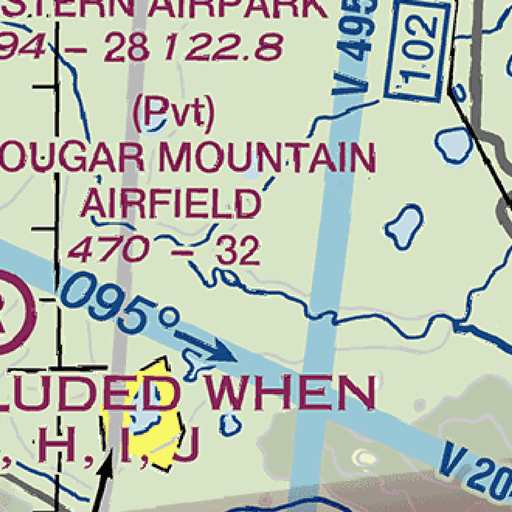 STERN AIRPARK
94 - 28 122.8
V 495
102
(Pvt)
OUGAR MOUNTAIN
AIRFIELD
470 - 32
R
095°
LUDED WHEN
, H, I, J
V 20